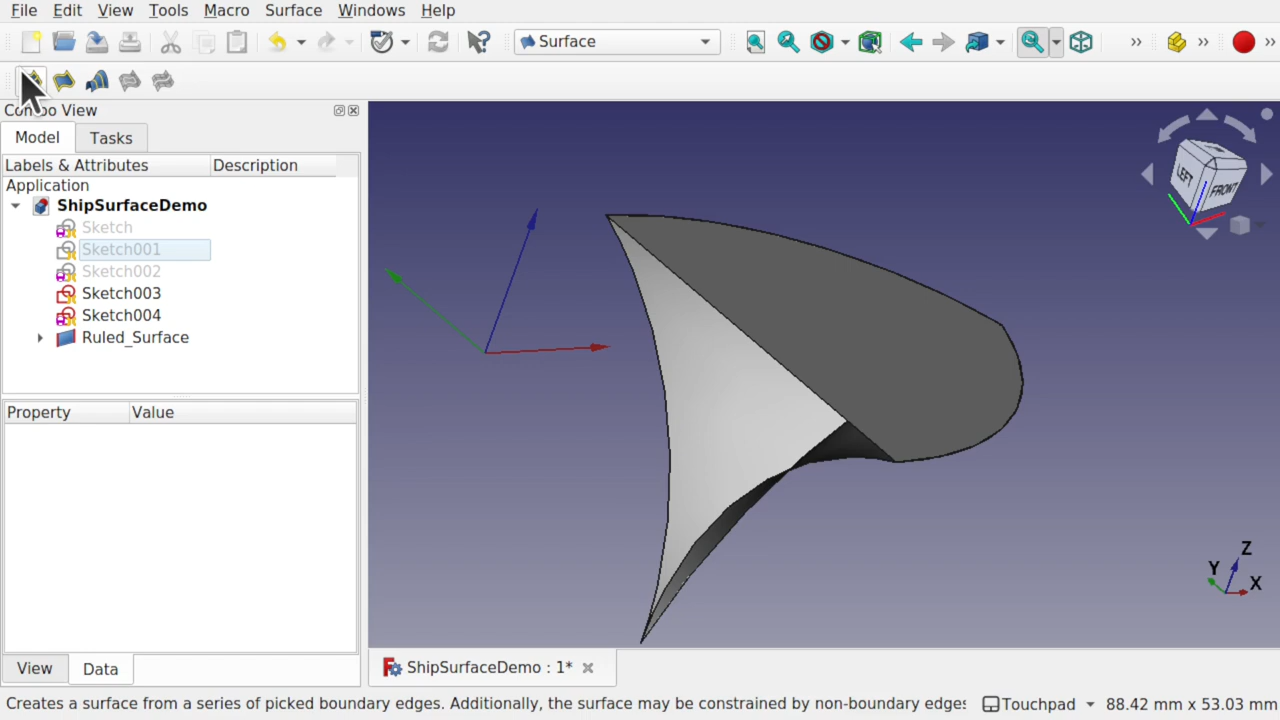 File Edit View Tools Macro Surface Windows Help
Surface
Model Tasks
Labels & Attributes Description
Application
ShipSurfaceDemo
Sketch
Sketch001
Sketch002
Sketch003
Sketch004
Ruled_Surface
Property Value
View Data
LEFT FRONT
Z
Y
X
ShipSurfaceDemo : 1*
Creates a surface from a series of picked boundary edges. Additionally, the surface may be constrained by non-boundary edges Touchpad 88.42 mm x 53.03 mm